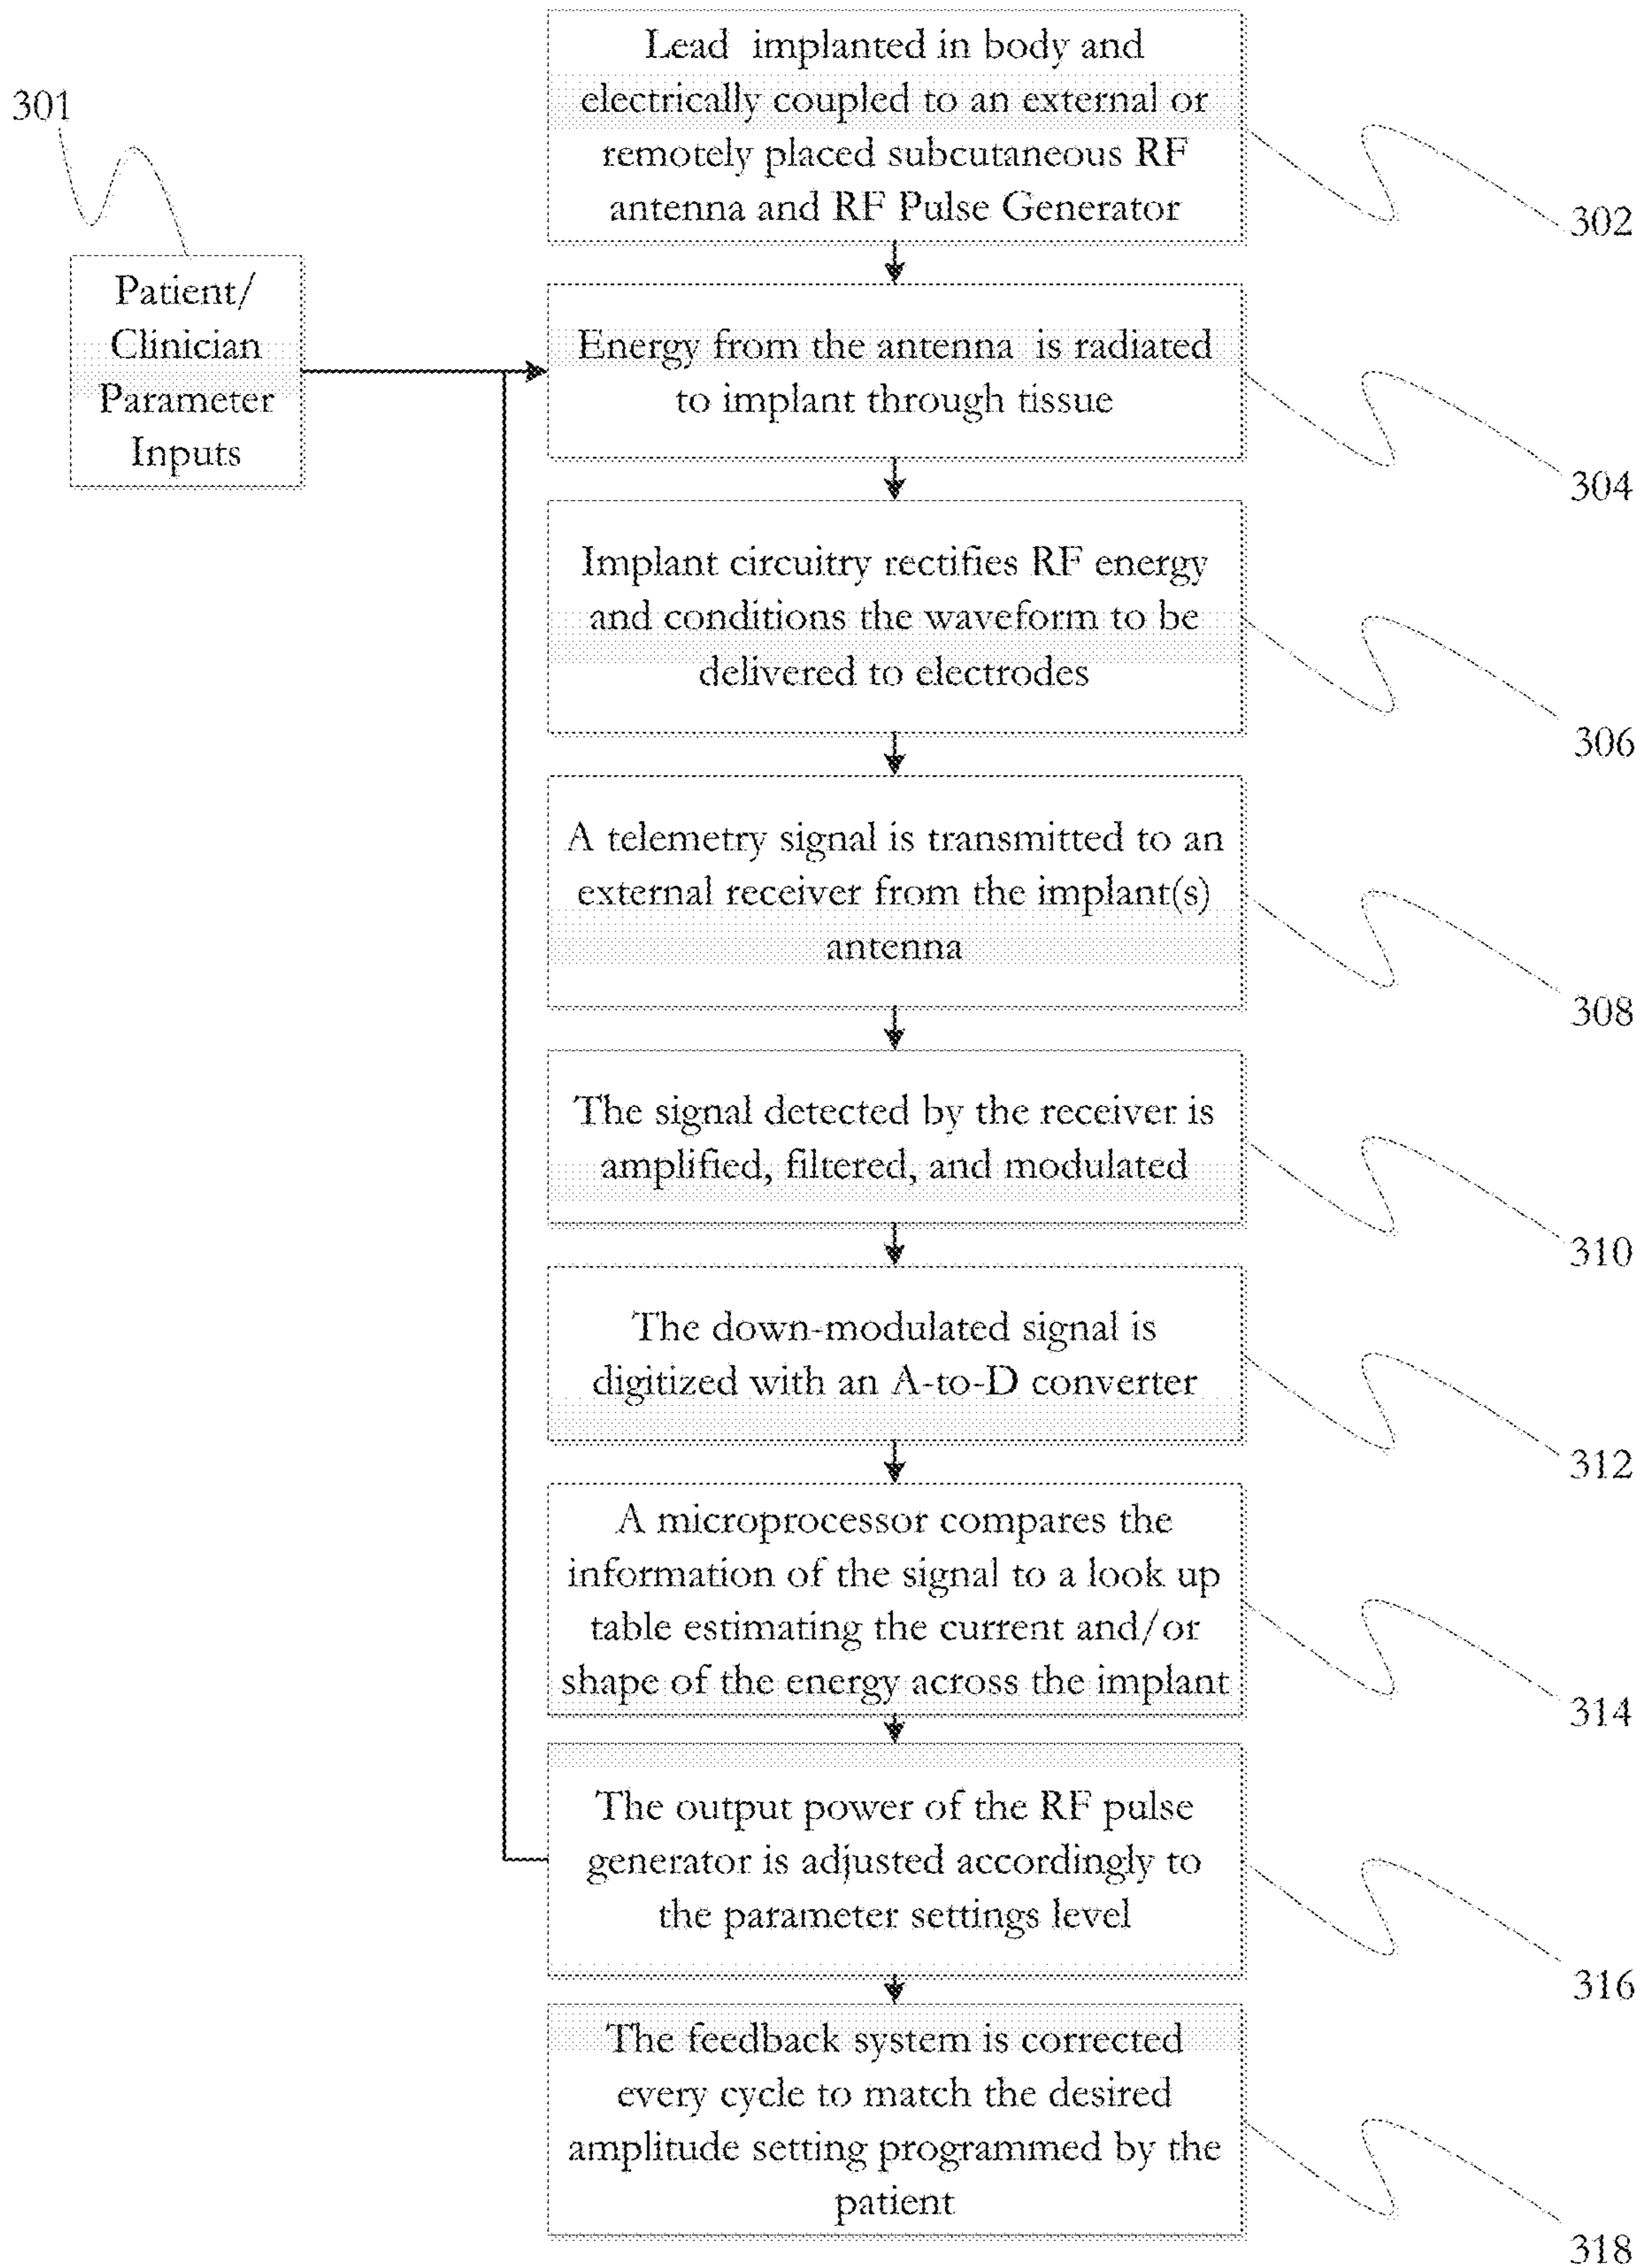 Lead implanted in body and
electrically coupled to an external or
remotely placed subcutaneous RF
antenna and RF Pulse Generator
302
301
Patient/
Clinician
Parameter
Inputs
Energy from the antenna is radiated
to implant through tissue
304
Implant circuitry rectifies RF energy
and conditions the waveform to be
delivered to electrodes
306
A telemetry signal is transmitted to an
external receiver from the implant(s)
antenna
308
The signal detected by the receiver is
amplified, filtered, and modulated
310
The down-modulated signal is
digitized with an A-to-D converter
312
A microprocessor compares the
information of the signal to a look up
table estimating the current and/or
shape of the energy across the implant
314
The output power of the RF pulse
generator is adjusted accordingly to
the parameter settings level
316
The feedback system is corrected
every cycle to match the desired
amplitude setting programmed by the
patient
318